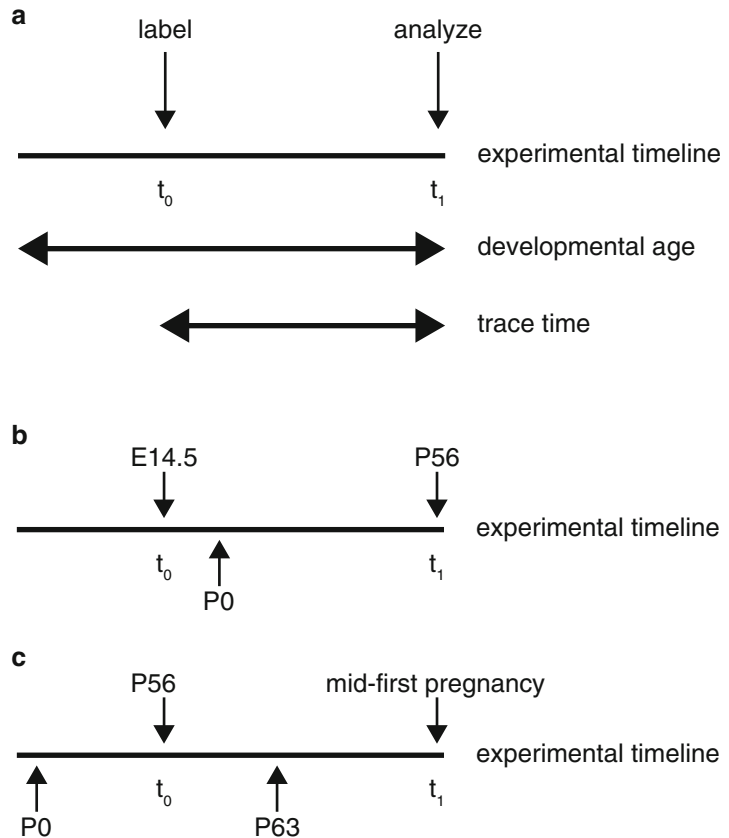 a
label analyze
experimental timeline
t0 t1
developmental age
trace time
b
E14.5 P56
experimental timeline
t0 t1
P0
c
P56 mid-first pregnancy
experimental timeline
t0 t1
P0 P63